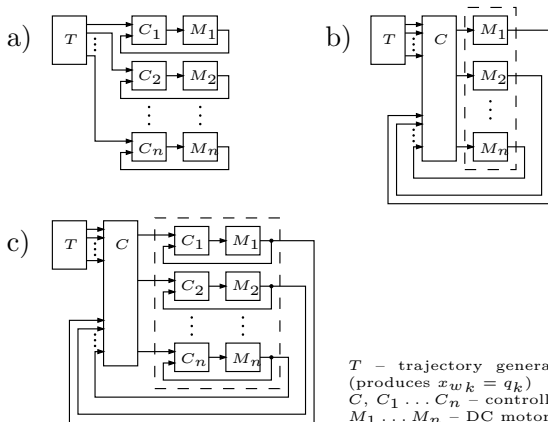 a)
T
C1
M1
C2
M2
Cn
Mn
b)
T
C
M1
M2
Mn
c)
T
C
C1
M1
C2
M2
Cn
Mn
T – trajectory genera
(produces xwk = qk)
C, C1 ... Cn – controll
M1 ... Mn – DC motor